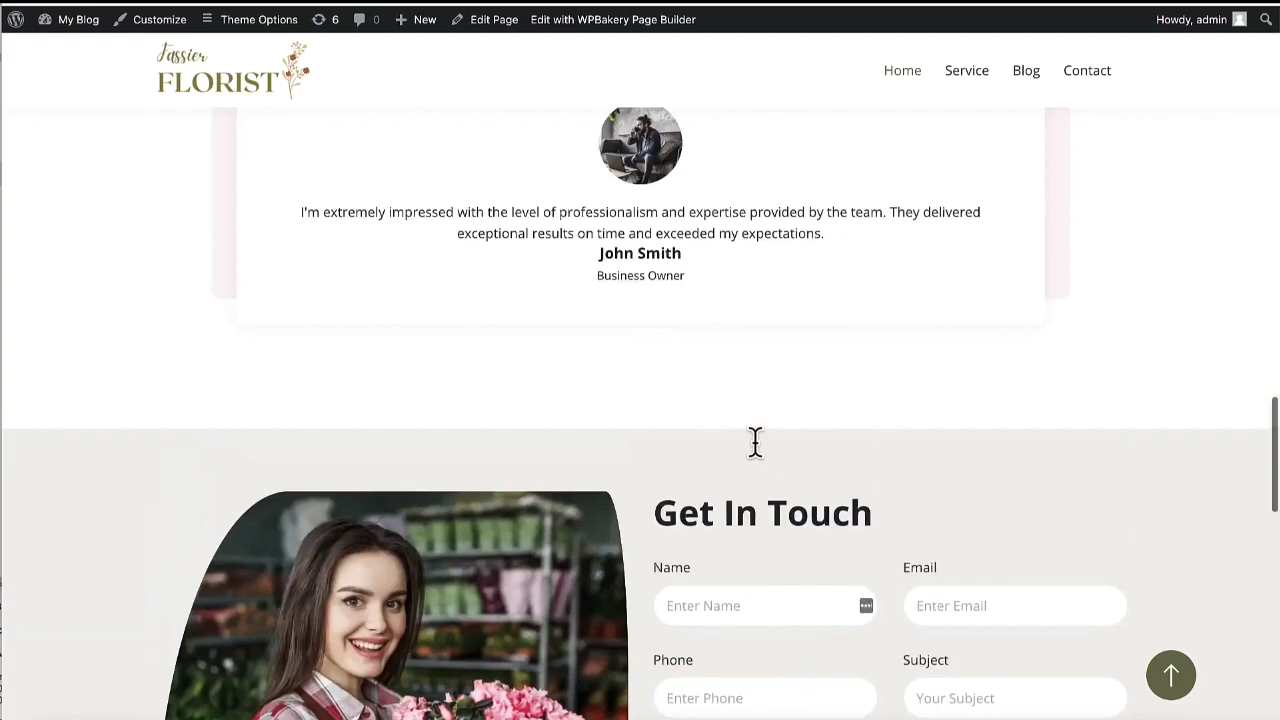 My Blog Customize Theme Options 6 0 New Edit Page Edit with WPBakery Page Builder Howdy, admin
Jassier
FLORIST
Home Service Blog Contact
I'm extremely impressed with the level of professionalism and expertise provided by the team. They delivered
exceptional results on time and exceeded my expectations.
John Smith
Business Owner
Get In Touch
Name Email
Enter Name Enter Email
Phone Subject
Enter Phone Your Subject